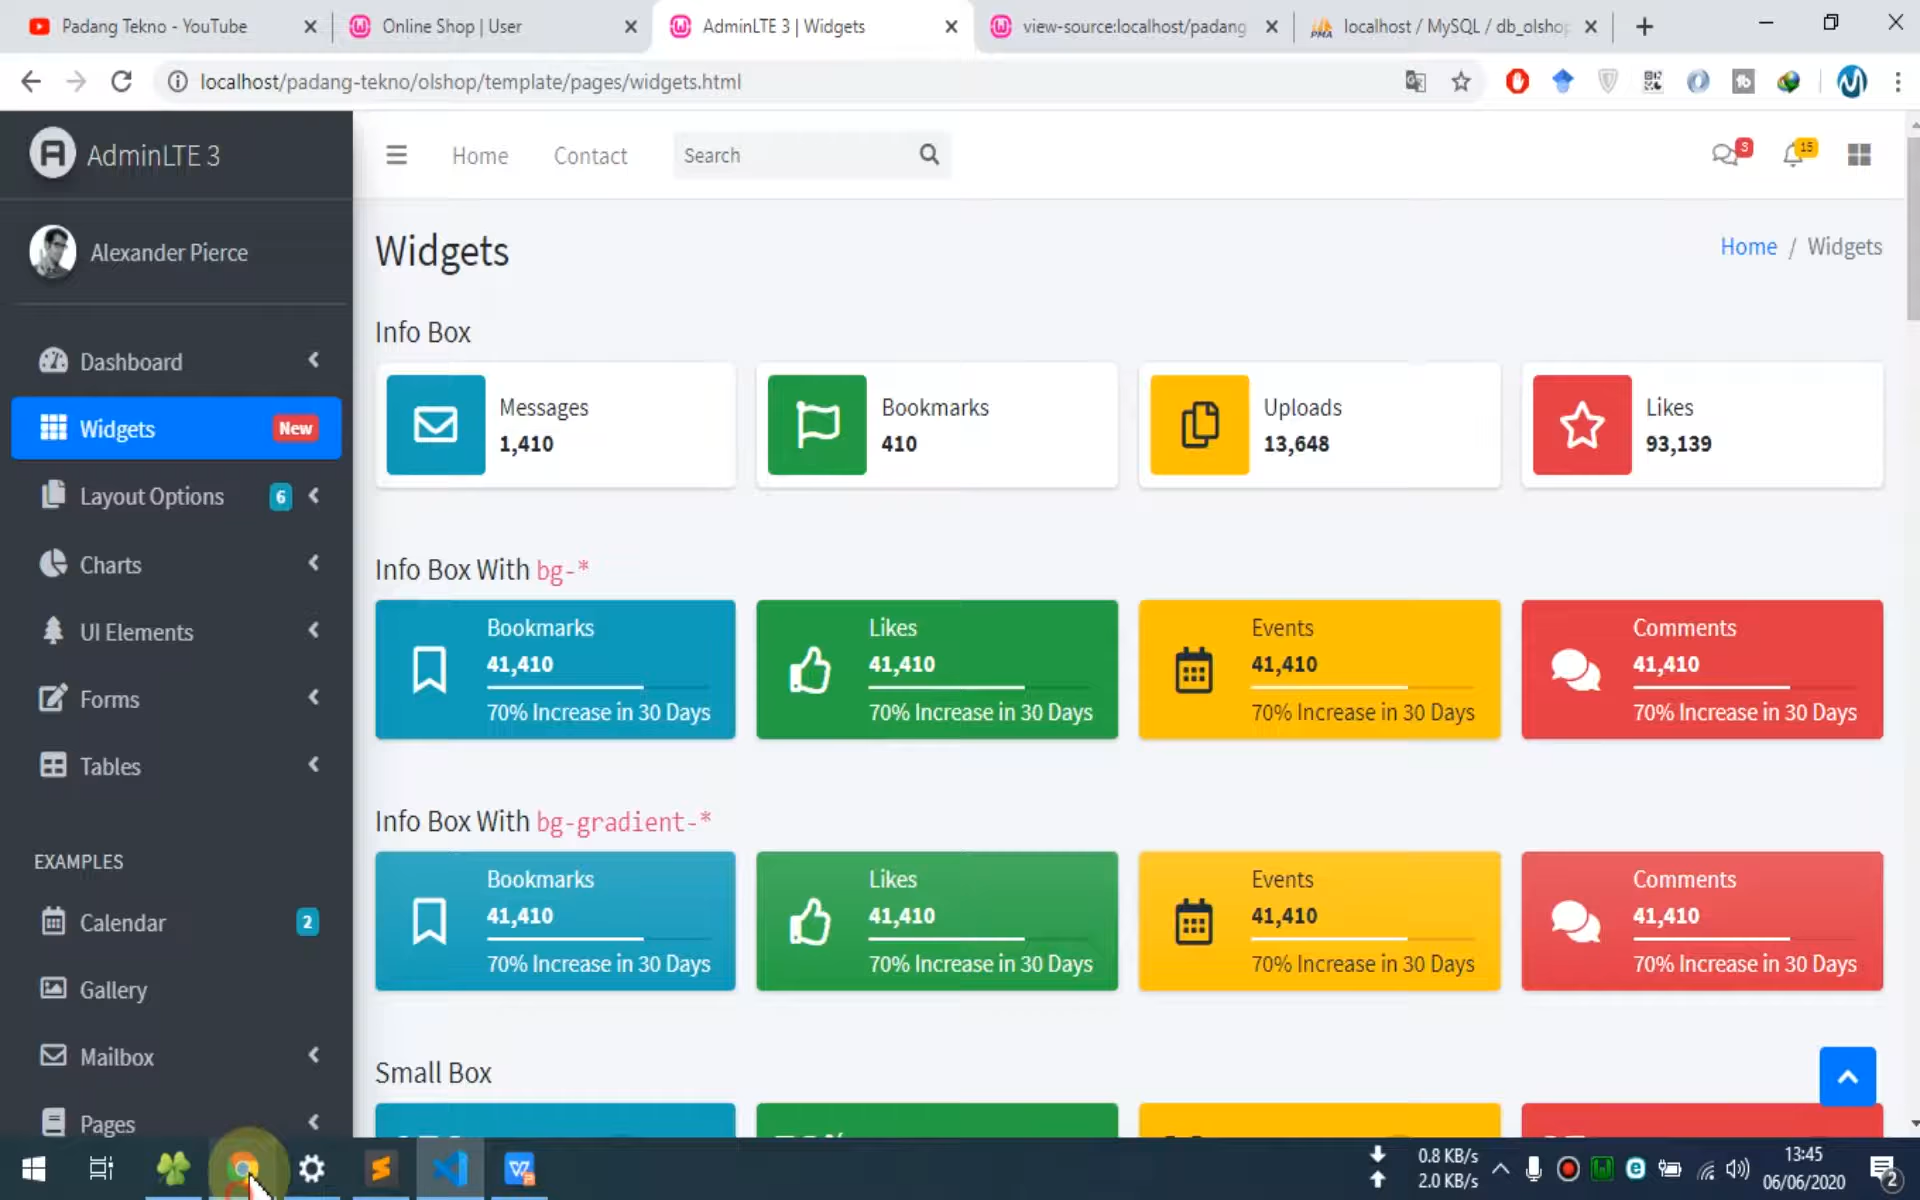 Padang Tekno - YouTube
Online Shop | User
AdminLTE 3 | Widgets
view-source:localhost/padang
localhost / MySQL / db_olshop
localhost/padang-tekno/olshop/template/pages/widgets.html
AdminLTE 3
Home
Contact
Search
3
15
Alexander Pierce
Widgets
Home / Widgets
Dashboard
Widgets
New
Layout Options
6
Charts
UI Elements
Forms
Tables
EXAMPLES
Calendar
2
Gallery
Mailbox
Pages
Info Box
Messages
1,410
Bookmarks
410
Uploads
13,648
Likes
93,139
Info Box With bg-*
Bookmarks
41,410
70% Increase in 30 Days
Likes
41,410
70% Increase in 30 Days
Events
41,410
70% Increase in 30 Days
Comments
41,410
70% Increase in 30 Days
Info Box With bg-gradient-*
Bookmarks
41,410
70% Increase in 30 Days
Likes
41,410
70% Increase in 30 Days
Events
41,410
70% Increase in 30 Days
Comments
41,410
70% Increase in 30 Days
Small Box
0.8 KB/s
2.0 KB/s
13:45
06/06/2020
2